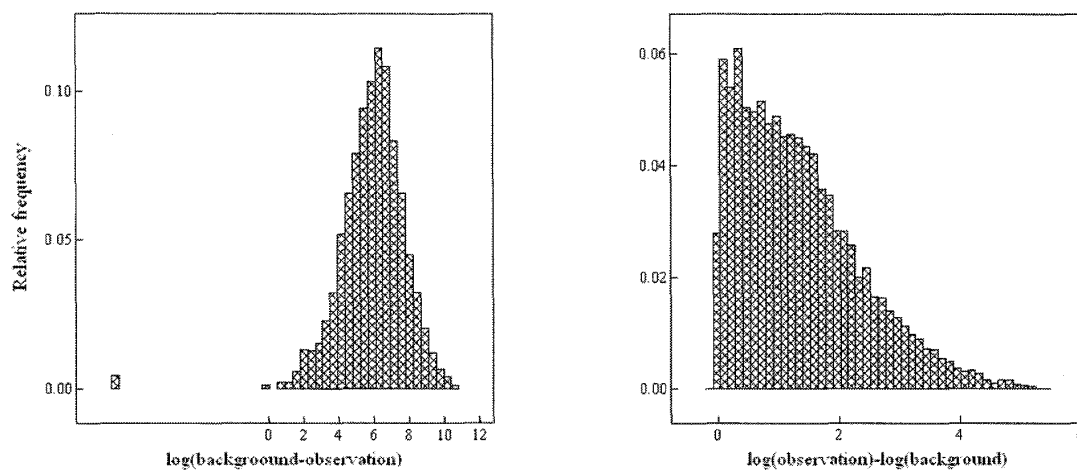 0.10
0.05
0.00
Relative frequency
0 2 4 6 8 10 12
log(backgroound-observation)
0.06
0.04
0.02
0.00
0 2 4
log(observation)-log(background)